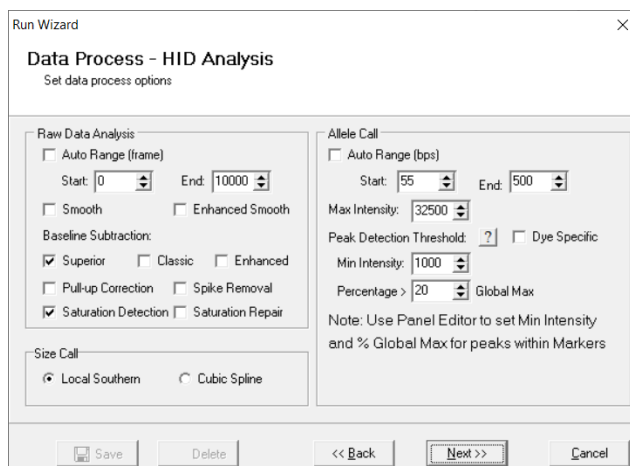 Run Wizard
Data Process - HID Analysis
Set data process options
Raw Data Analysis
Auto Range (frame)
Start: 0 End: 10000
Smooth Enhanced Smooth
Baseline Subtraction:
Superior Classic Enhanced
Pull-up Correction Spike Removal
Saturation Detection Saturation Repair
Size Call
Local Southern Cubic Spline
Allele Call
Auto Range (bps)
Start: 55 End: 500
Max Intensity: 32500
Peak Detection Threshold: ? Dye Specific
Min Intensity: 1000
Percentage > 20 Global Max
Note: Use Panel Editor to set Min Intensity
and % Global Max for peaks within Markers
Save Delete << Back Next >> Cancel